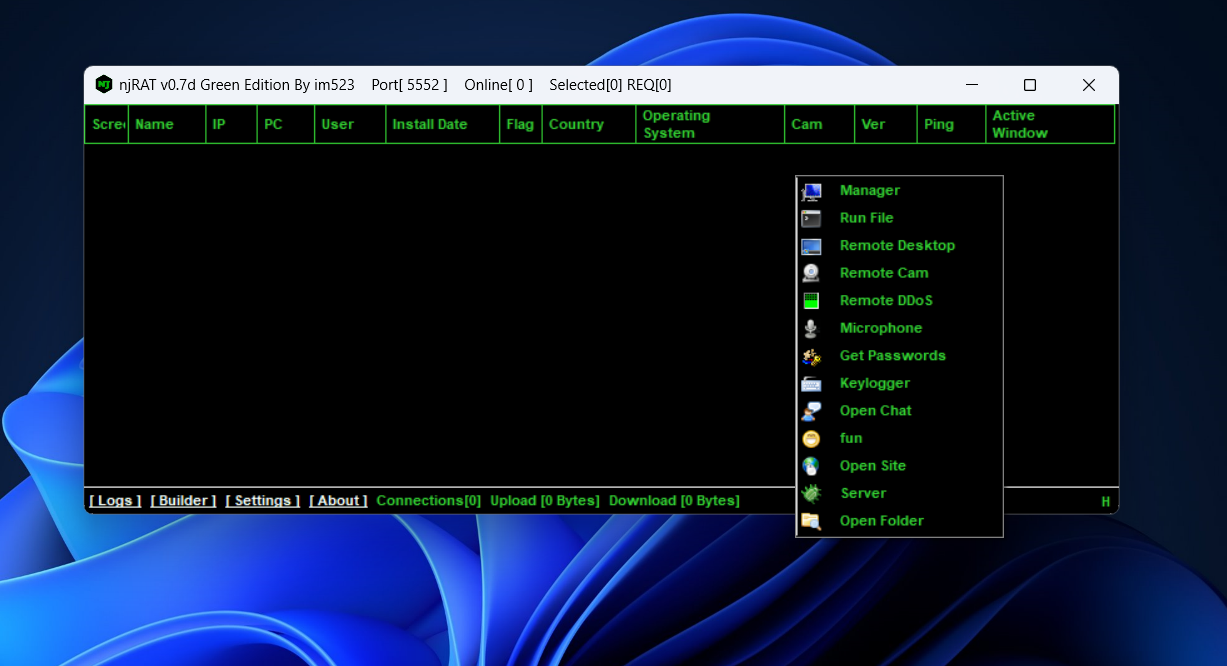 njRAT v0.7d Green Edition By im523 Port[ 5552 ] Online[ 0 ] Selected[0] REQ[0]
Name IP PC User Install Date Flag Country Operating System Cam Ver Ping Active Window
Manager
Run File
Remote Desktop
Remote Cam
Remote DDoS
Microphone
Get Passwords
Keylogger
Open Chat
fun
Open Site
Server
Open Folder
[ Logs ] [ Builder ] [ Settings ] [ About ] Connections[0] Upload [0 Bytes] Download [0 Bytes] H